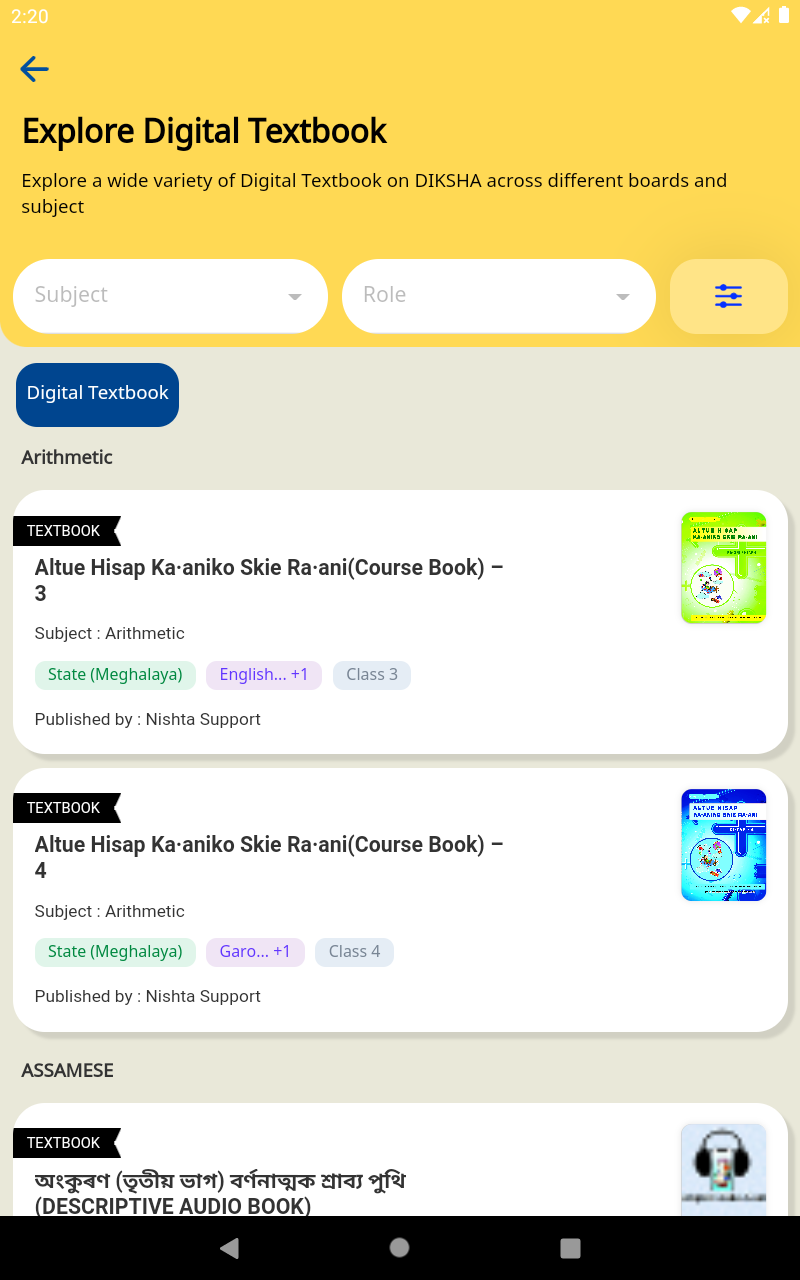 2:20
Explore Digital Textbook
Explore a wide variety of Digital Textbook on DIKSHA across different boards and
subject
Subject
Role
Digital Textbook
Arithmetic
TEXTBOOK
Altue Hisap Ka·aniko Skie Ra·ani(Course Book) –
3
Subject : Arithmetic
State (Meghalaya)
English... +1
Class 3
Published by : Nishta Support
ALTUE HISAP
KA·ANIKO SKIE RA·ANI
TEXTBOOK
Altue Hisap Ka·aniko Skie Ra·ani(Course Book) –
4
Subject : Arithmetic
State (Meghalaya)
Garo... +1
Class 4
Published by : Nishta Support
ALTUE HISAP
KA·ANIKO SKIE RA·ANI
ASSAMESE
TEXTBOOK
অংকুৰণ (তৃতীয় ভাগ) বৰ্ণনাত্মক শ্ৰাব্য পুথি
(DESCRIPTIVE AUDIO BOOK)